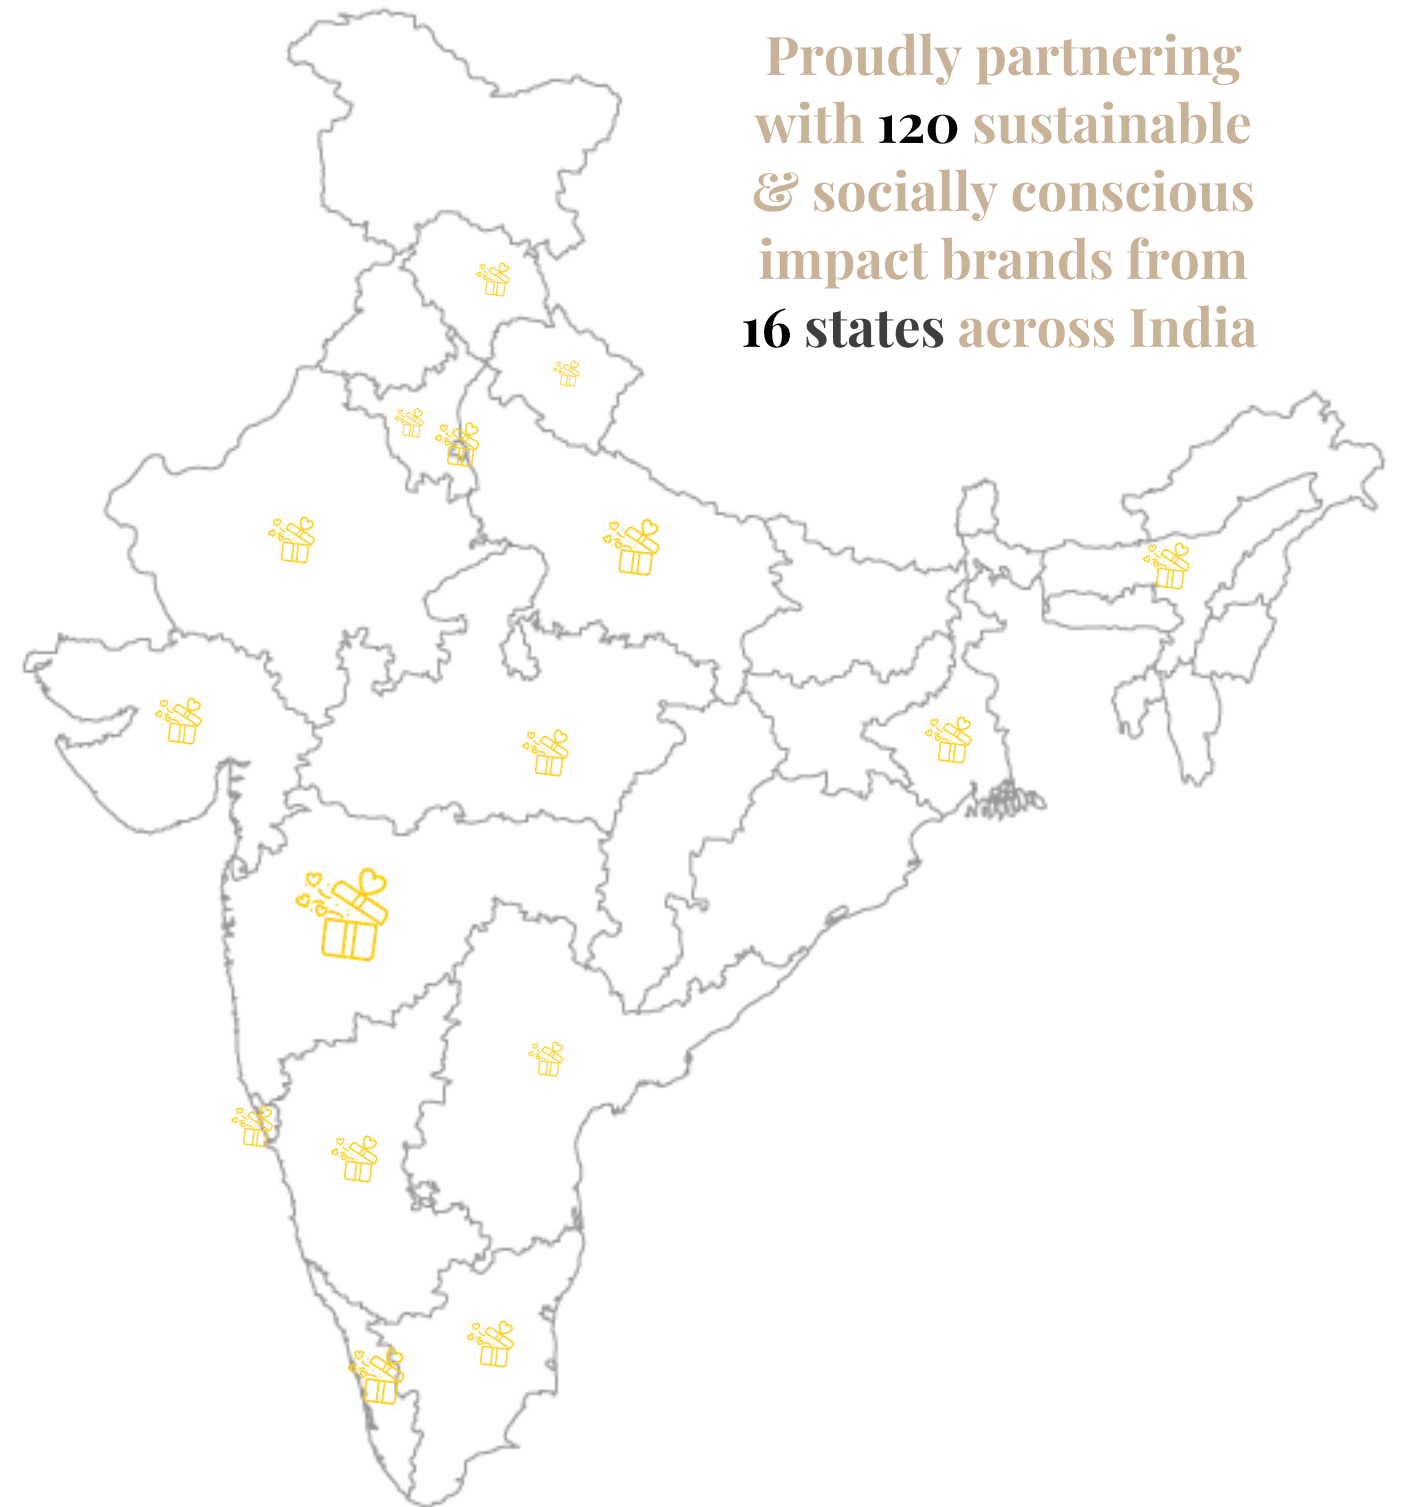 Proudly partnering
with 120 sustainable
& socially conscious
impact brands from
16 states across India